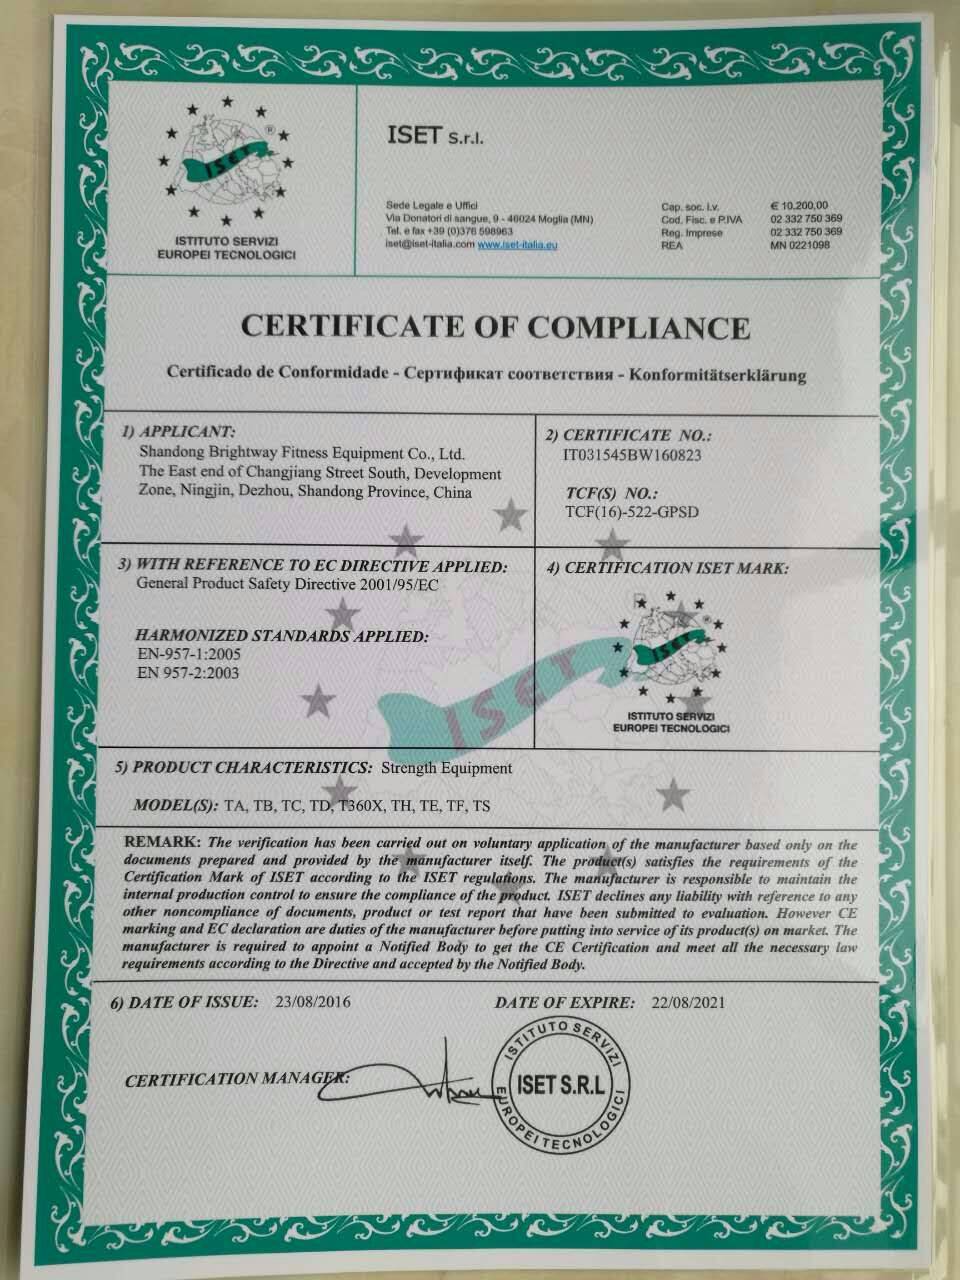 ISET
®
ISTITUTO SERVIZI
EUROPEI TECNOLOGICI
ISET S.r.l.
Sede Legale e Uffici
Via Donatori di sangue, 9 - 46024 Moglia (MN)
Tel. e fax +39 (0)376 598963
iset@iset-italia.com www.iset-italia.eu
Cap. soc. i.v. € 10.200,00
Cod. Fisc. e P.IVA 02 332 750 369
Reg. Imprese 02 332 750 369
REA MN 0221098
CERTIFICATE OF COMPLIANCE
Certificado de Conformidade - Сертификат соответствия - Konformitätserklärung
1) APPLICANT:
Shandong Brightway Fitness Equipment Co., Ltd.
The East end of Changjiang Street South, Development
Zone, Ningjin, Dezhou, Shandong Province, China
2) CERTIFICATE NO.:
IT031545BW160823
TCF(S) NO.:
TCF(16)-522-GPSD
3) WITH REFERENCE TO EC DIRECTIVE APPLIED:
General Product Safety Directive 2001/95/EC
HARMONIZED STANDARDS APPLIED:
EN-957-1:2005
EN 957-2:2003
4) CERTIFICATION ISET MARK:
ISET
®
ISTITUTO SERVIZI
EUROPEI TECNOLOGICI
ISET
5) PRODUCT CHARACTERISTICS: Strength Equipment
MODEL(S): TA, TB, TC, TD, T360X, TH, TE, TF, TS
REMARK: The verification has been carried out on voluntary application of the manufacturer based only on the
documents prepared and provided by the manufacturer itself. The product(s) satisfies the requirements of the
Certification Mark of ISET according to the ISET regulations. The manufacturer is responsible to maintain the
internal production control to ensure the compliance of the product. ISET declines any liability with reference to any
other noncompliance of documents, product or test report that have been submitted to evaluation. However CE
marking and EC declaration are duties of the manufacturer before putting into service of its product(s) on market. The
manufacturer is required to appoint a Notified Body to get the CE Certification and meet all the necessary law
requirements according to the Directive and accepted by the Notified Body.
6) DATE OF ISSUE: 23/08/2016
DATE OF EXPIRE: 22/08/2021
CERTIFICATION MANAGER:
ISTITUTO SERVIZI
ISET S.R.L
EUROPEI TECNOLOGICI